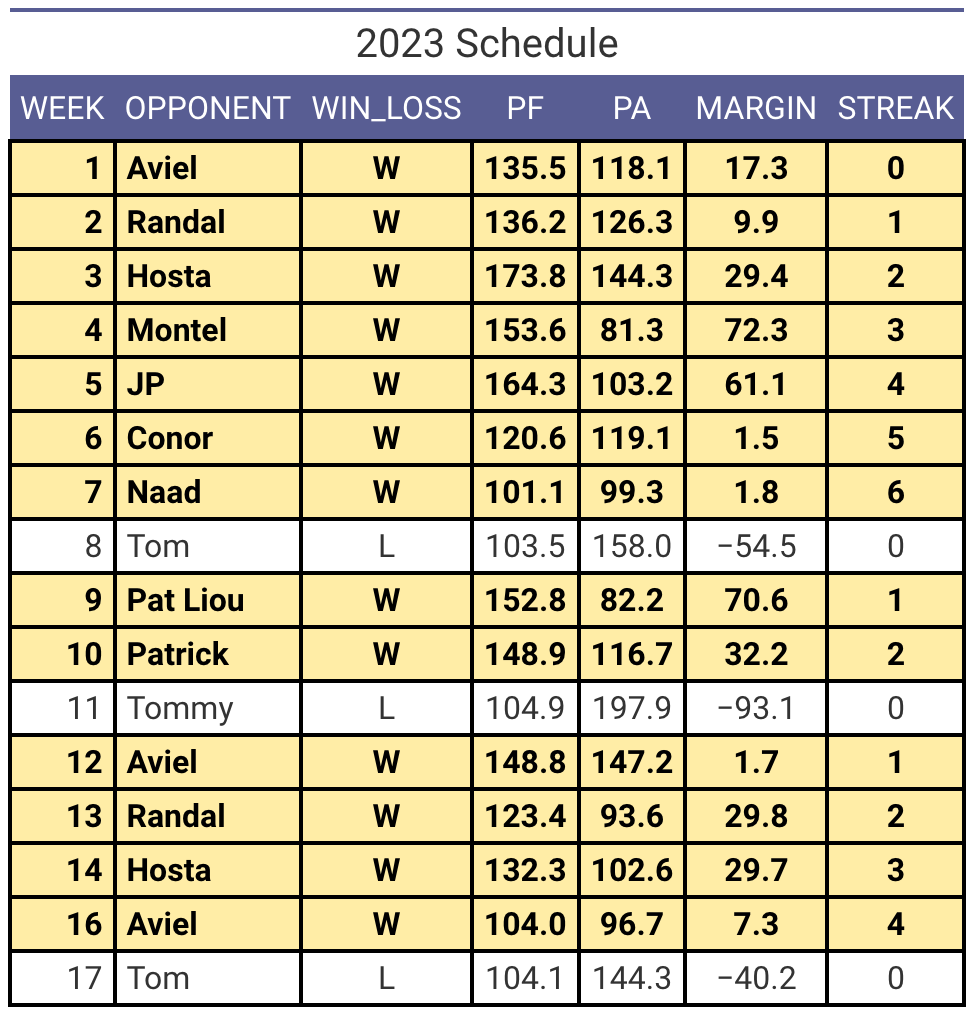 2023 Schedule
WEEK OPPONENT WIN_LOSS PF PA MARGIN STREAK
1 Aviel W 135.5 118.1 17.3 0
2 Randal W 136.2 126.3 9.9 1
3 Hosta W 173.8 144.3 29.4 2
4 Montel W 153.6 81.3 72.3 3
5 JP W 164.3 103.2 61.1 4
6 Conor W 120.6 119.1 1.5 5
7 Naad W 101.1 99.3 1.8 6
8 Tom L 103.5 158.0 −54.5 0
9 Pat Liou W 152.8 82.2 70.6 1
10 Patrick W 148.9 116.7 32.2 2
11 Tommy L 104.9 197.9 −93.1 0
12 Aviel W 148.8 147.2 1.7 1
13 Randal W 123.4 93.6 29.8 2
14 Hosta W 132.3 102.6 29.7 3
16 Aviel W 104.0 96.7 7.3 4
17 Tom L 104.1 144.3 −40.2 0